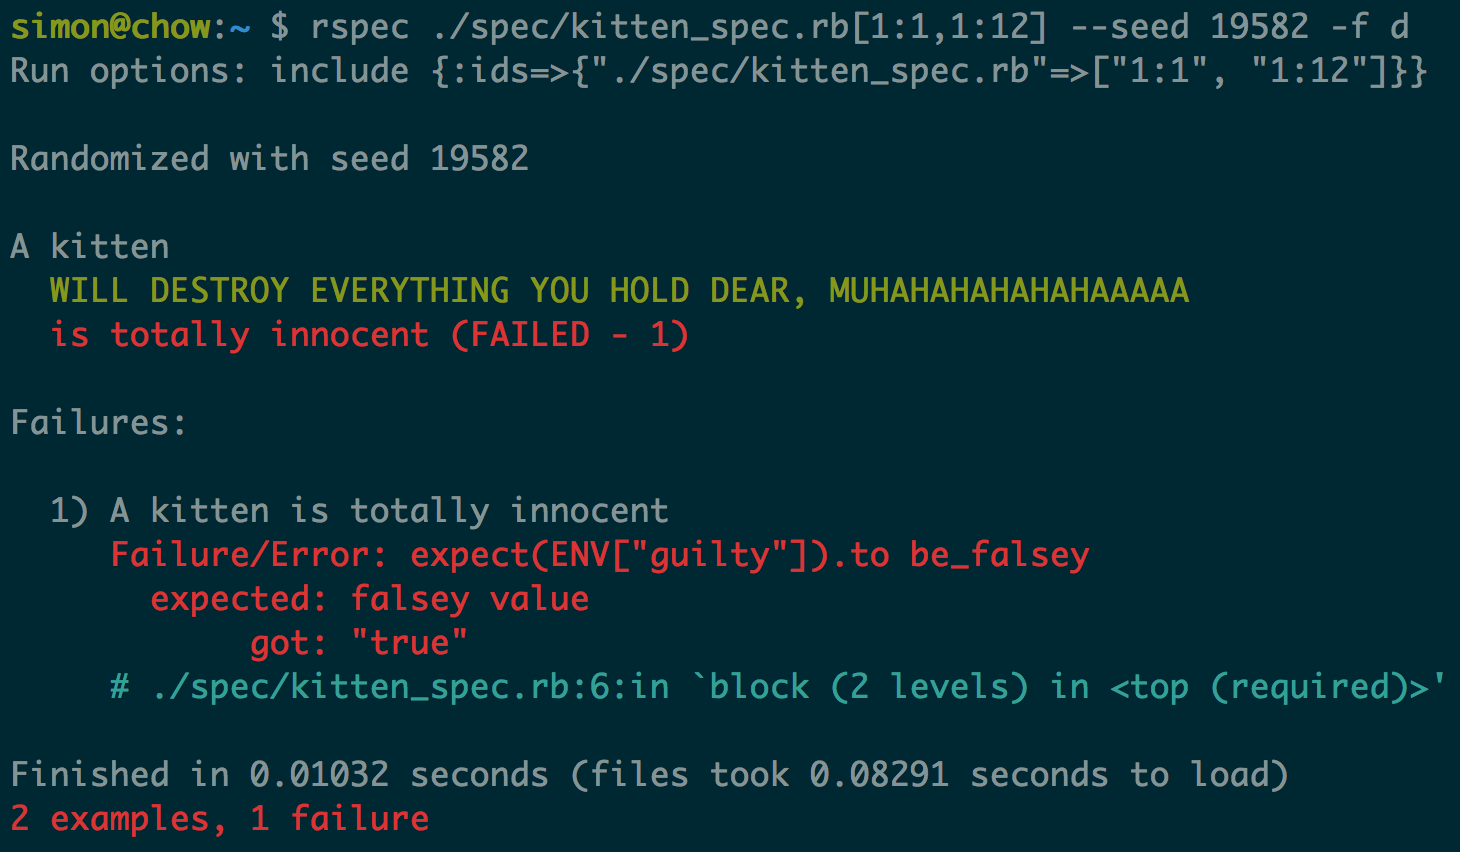 simon@chow:~ $ rspec ./spec/kitten_spec.rb[1:1,1:12] --seed 19582 -f d
Run options: include {:ids=>{"./spec/kitten_spec.rb"=>["1:1", "1:12"]}}
Randomized with seed 19582
A kitten
WILL DESTROY EVERYTHING YOU HOLD DEAR, MUHAHAHAHAHAHAAAAA
is totally innocent (FAILED - 1)
Failures:
1) A kitten is totally innocent
Failure/Error: expect(ENV["guilty"]).to be_falsey
expected: falsey value
got: "true"
# ./spec/kitten_spec.rb:6:in `block (2 levels) in <top (required)>'
Finished in 0.01032 seconds (files took 0.08291 seconds to load)
2 examples, 1 failure